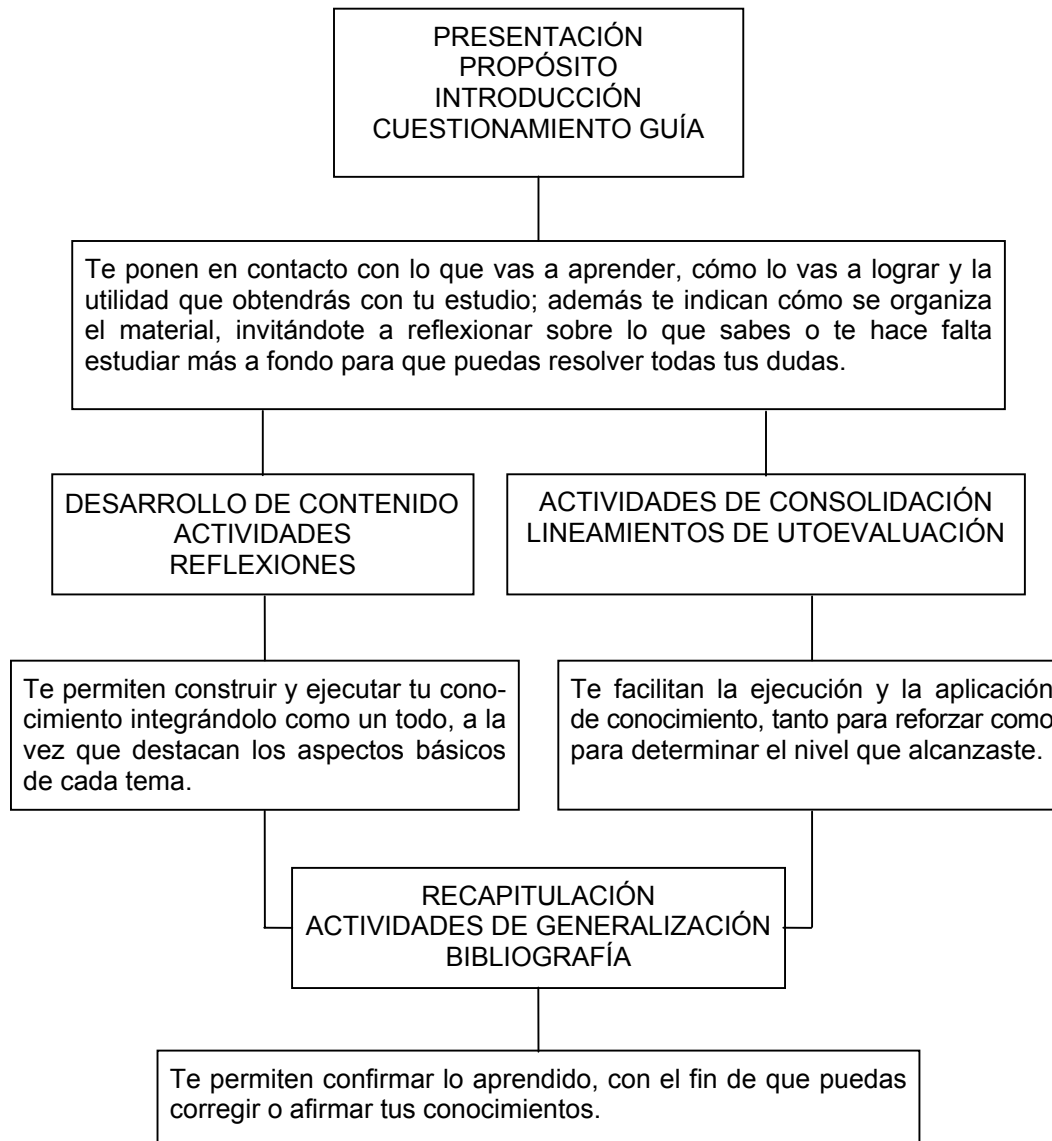 PRESENTACIÓN
PROPÓSITO
INTRODUCCIÓN
CUESTIONAMIENTO GUÍA
Te ponen en contacto con lo que vas a aprender, cómo lo vas a lograr y la
utilidad que obtendrás con tu estudio; además te indican cómo se organiza
el material, invitándote a reflexionar sobre lo que sabes o te hace falta
estudiar más a fondo para que puedas resolver todas tus dudas.
DESARROLLO DE CONTENIDO
ACTIVIDADES
REFLEXIONES
ACTIVIDADES DE CONSOLIDACIÓN
LINEAMIENTOS DE UTOEVALUACIÓN
Te permiten construir y ejecutar tu cono-
cimiento integrándolo como un todo, a la
vez que destacan los aspectos básicos
de cada tema.
Te facilitan la ejecución y la aplicación
de conocimiento, tanto para reforzar como
para determinar el nivel que alcanzaste.
RECAPITULACIÓN
ACTIVIDADES DE GENERALIZACIÓN
BIBLIOGRAFÍA
Te permiten confirmar lo aprendido, con el fin de que puedas
corregir o afirmar tus conocimientos.